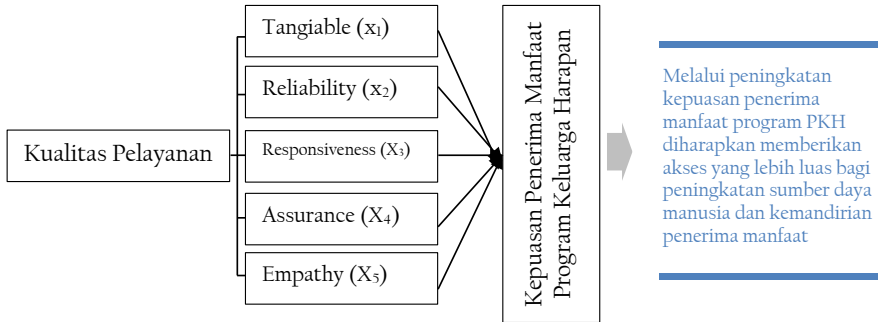 Kualitas Pelayanan
Tangiable (x₁)
Reliability (x₂)
Responsiveness (X₃)
Assurance (X₄)
Empathy (X₅)
Kepuasan Penerima Manfaat
Program Keluarga Harapan
Melalui peningkatan
kepuasan penerima
manfaat program PKH
diharapkan memberikan
akses yang lebih luas bagi
peningkatan sumber daya
manusia dan kemandirian
penerima manfaat